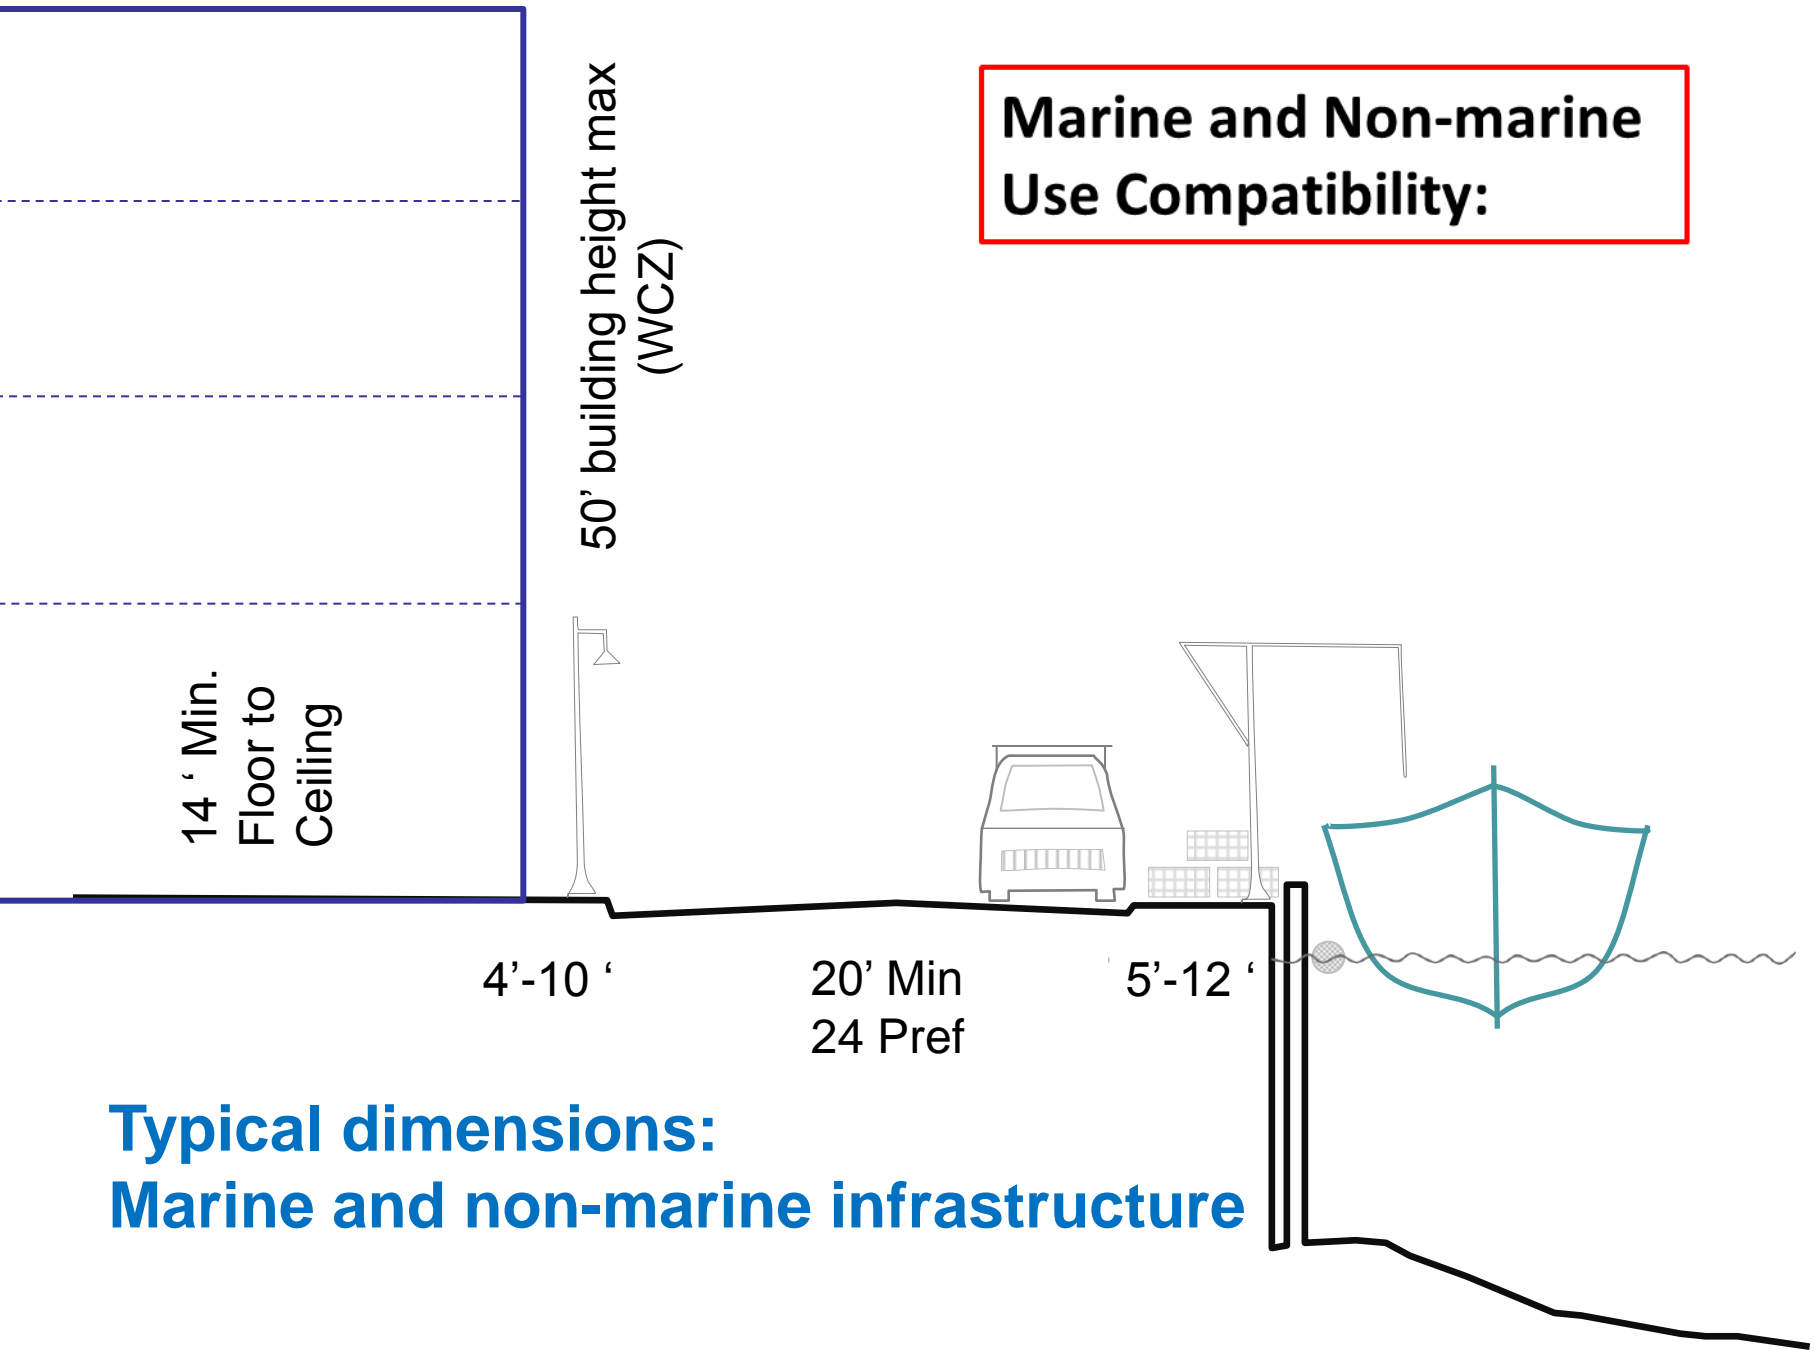 Marine and Non-marine
Use Compatibility:
50’ building height max
(WCZ)
14 ‘ Min.
Floor to
Ceiling
4’-10 ‘
20’ Min
24 Pref
5’-12 ‘
Typical dimensions:
Marine and non-marine infrastructure